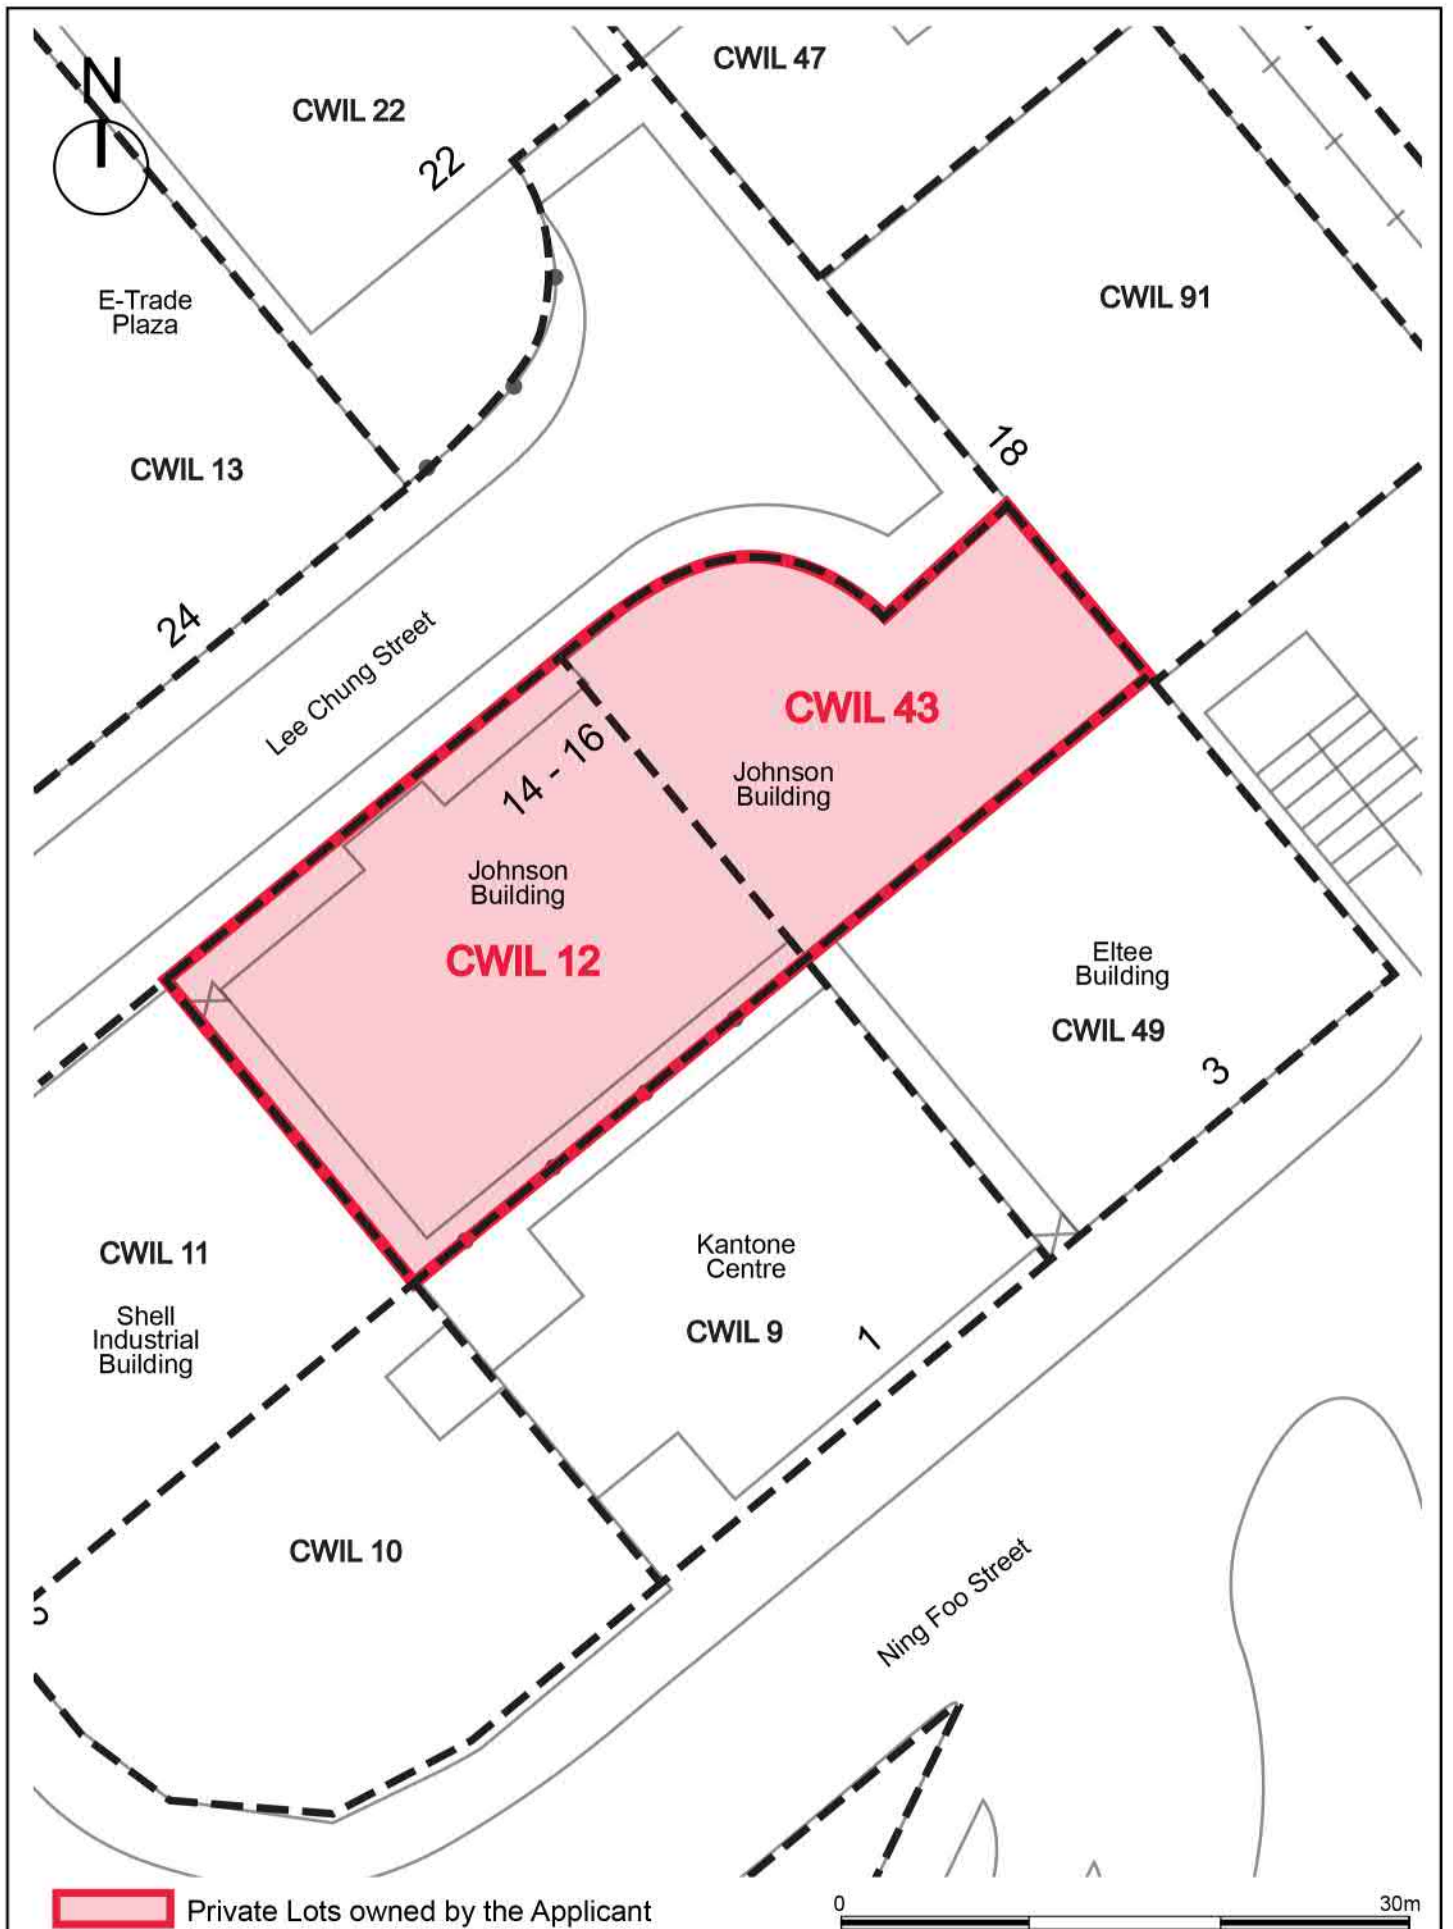 CWIL 47
N
CWIL 22
22
E-Trade
Plaza
CWIL 91
CWIL 13
18
24
Lee Chung Street
CWIL 43
14 - 16
Johnson
Building
Johnson
Building
CWIL 12
Eltee
Building
CWIL 49
3
CWIL 11
Kantone
Centre
Shell
Industrial
Building
CWIL 9
1
CWIL 10
Ning Foo Street
Private Lots owned by the Applicant
0
30m